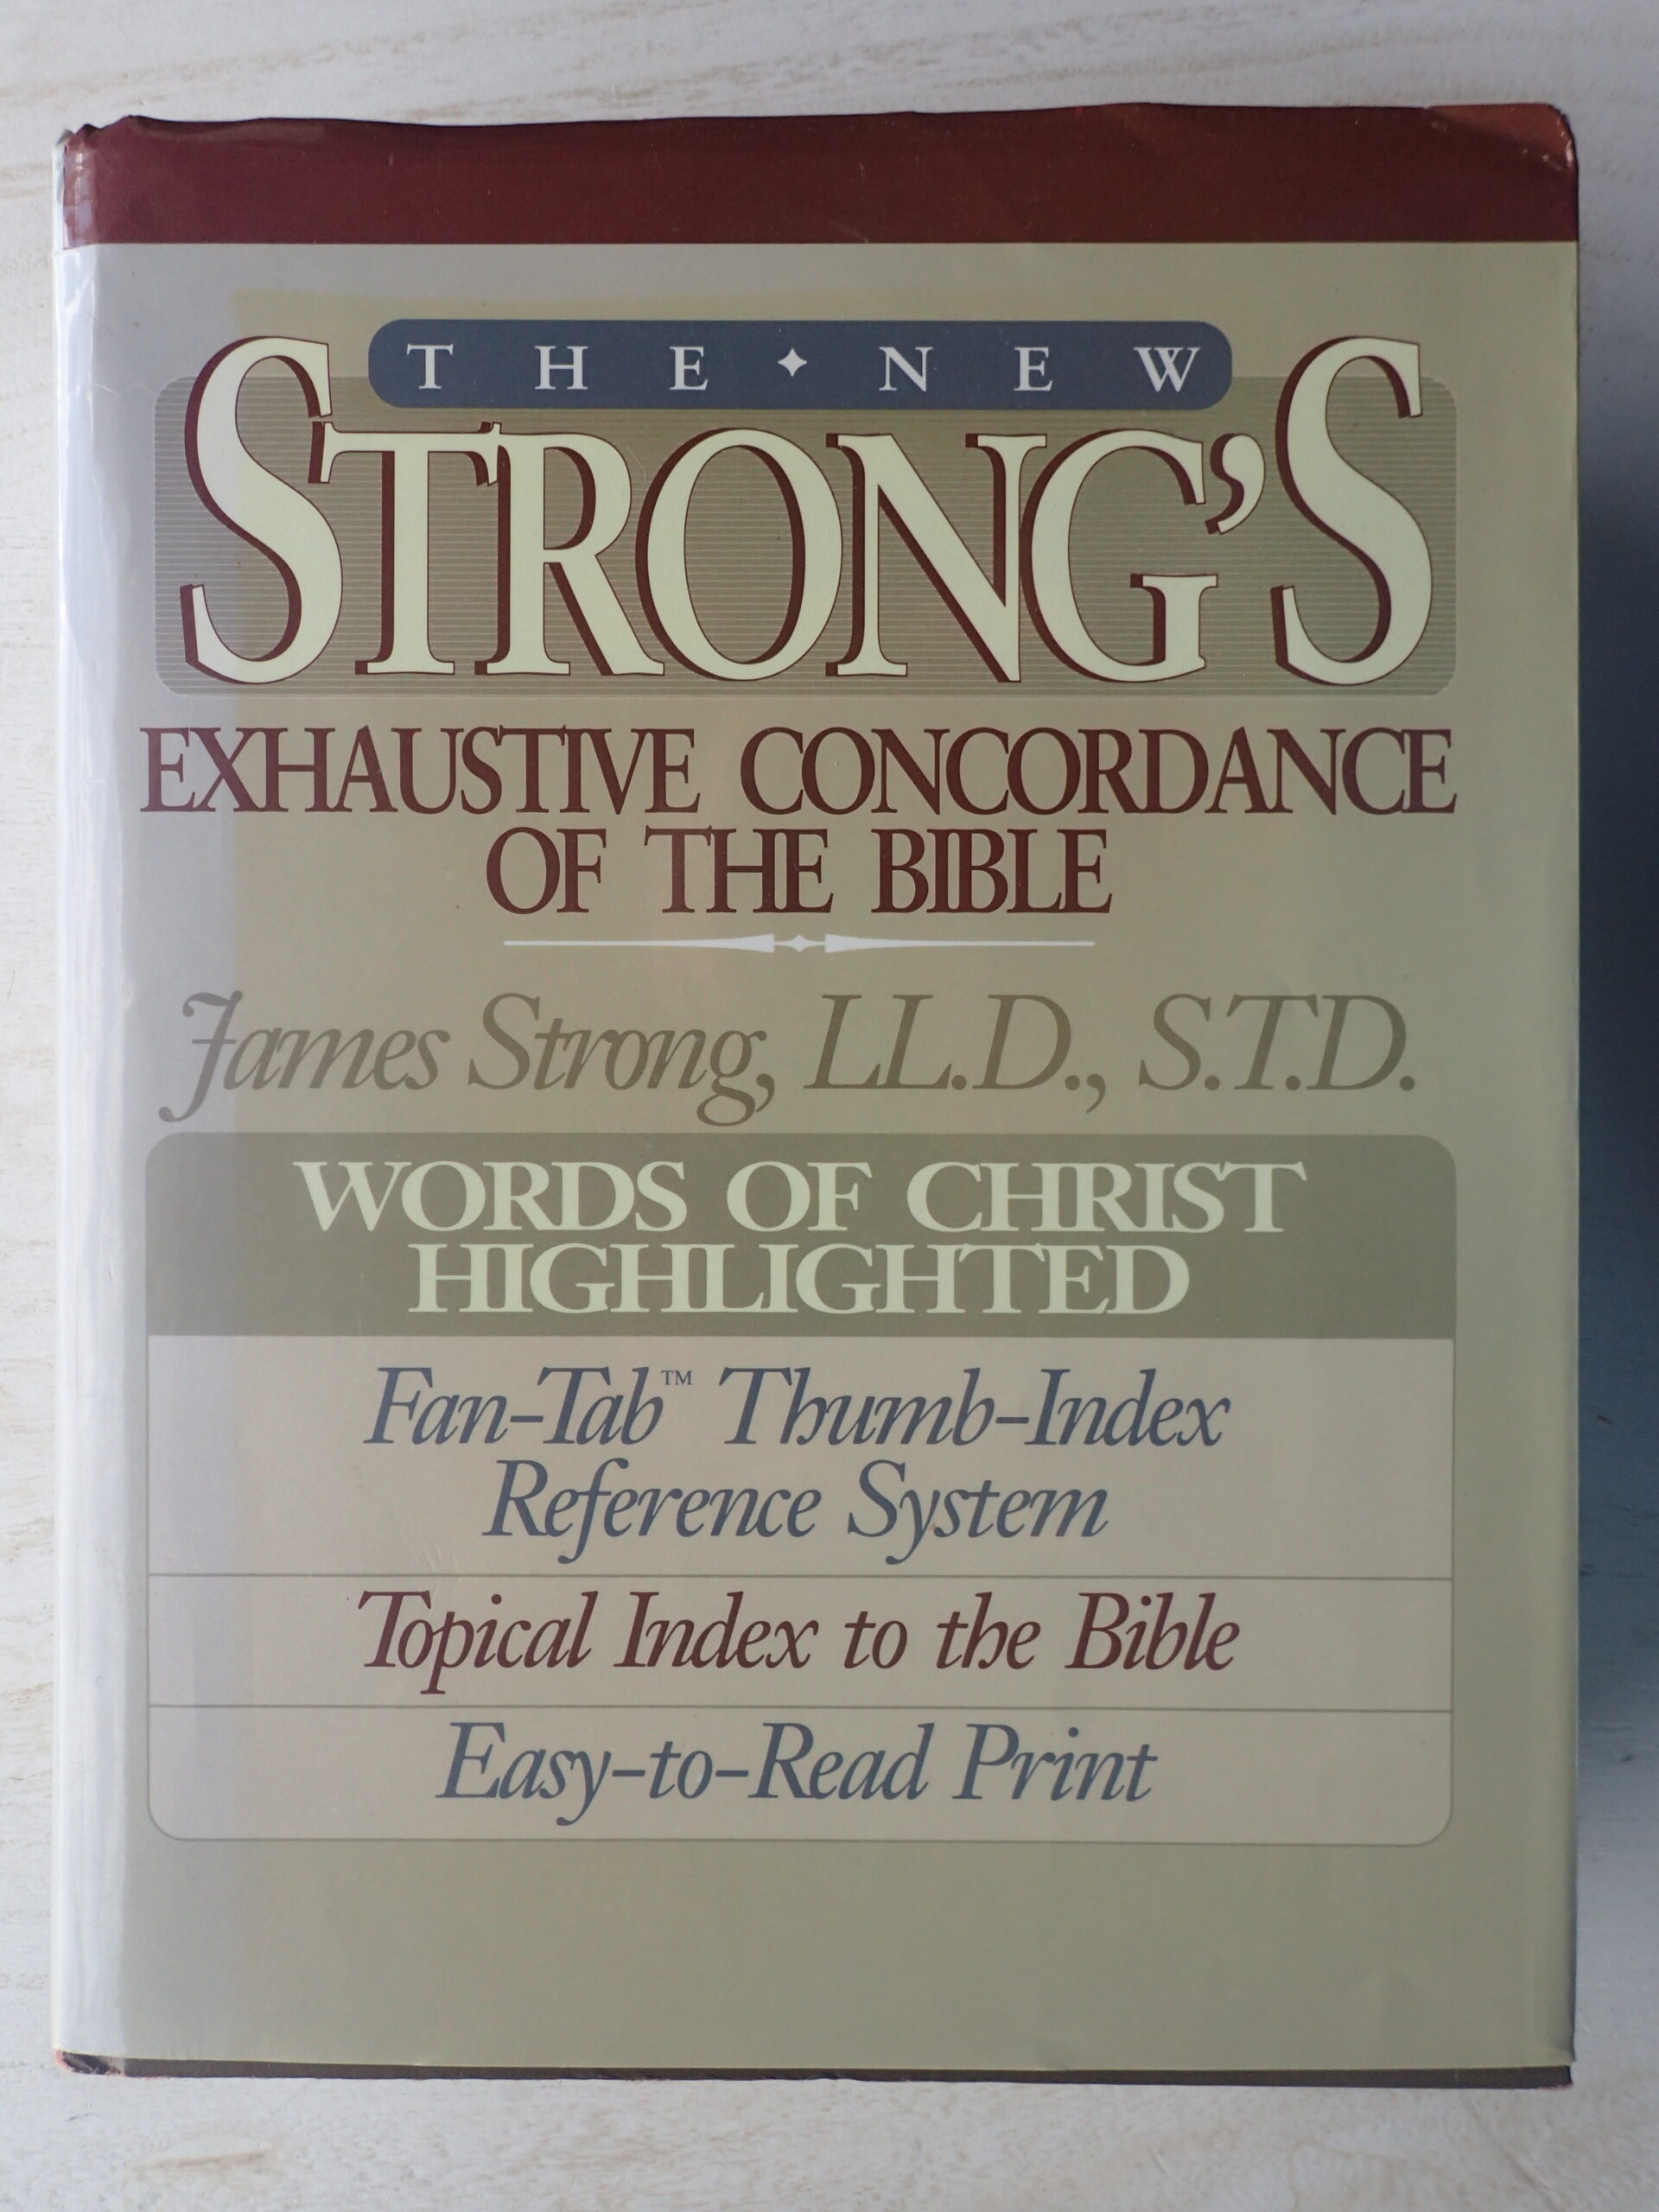 THE NEW
STRONG'S
EXHAUSTIVE CONCORDANCE
OF THE BIBLE
James Strong, LL.D., S.T.D.
WORDS OF CHRIST
HIGHLIGHTED
Fan-Tab™ Thumb-Index
Reference System
Topical Index to the Bible
Easy-to-Read Print